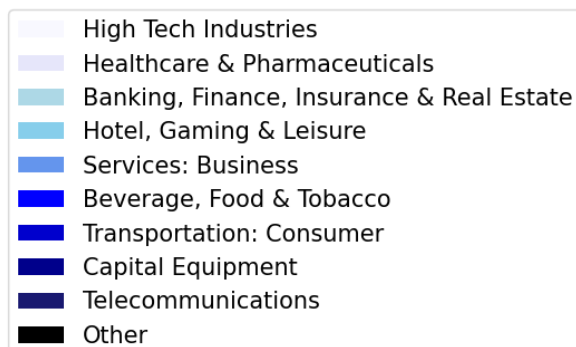 High Tech Industries
Healthcare & Pharmaceuticals
Banking, Finance, Insurance & Real Estate
Hotel, Gaming & Leisure
Services: Business
Beverage, Food & Tobacco
Transportation: Consumer
Capital Equipment
Telecommunications
Other